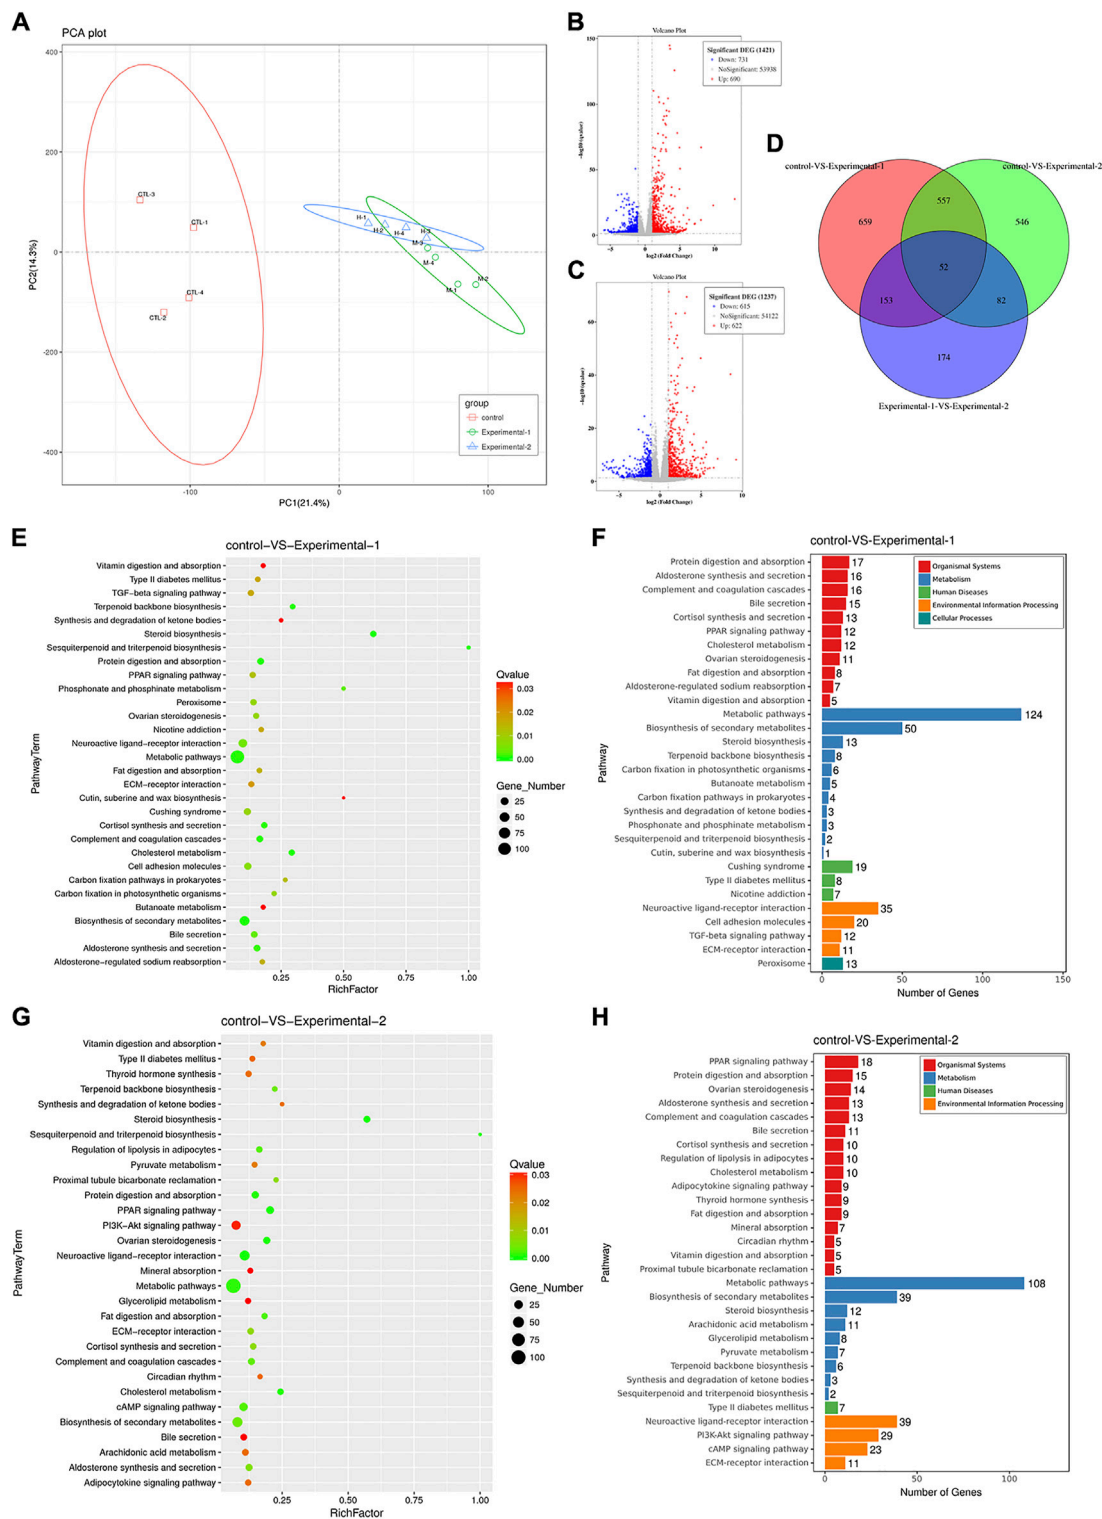 A
PCA plot
400
200
0
-200
-400
PC2(14.3%)
CTL-3
CTL-1
CTL-4
CTL-2
H-1
H-2
H-4
H-3
M-3
M-4
M-1
M-2
group
control
Experimental-1
Experimental-2
-100
0
100
PC1(21.4%)
B
Volcano Plot
Significant DEG (1421)
Down: 731
NoSignificant: 53938
Up: 690
150
100
50
0
-log10 (qvalue)
-5
0
5
10
log2 (Fold Change)
C
Volcano Plot
Significant DEG (1237)
Down: 615
NoSignificant: 54122
Up: 622
60
40
20
0
-log10 (qvalue)
-5
0
5
10
log2 (Fold Change)
D
control-VS-Experimental-1
control-VS-Experimental-2
557
659
546
52
153
82
174
Experimental-1-VS-Experimental-2
E
control-VS-Experimental-1
PathwayTerm
Vitamin digestion and absorption
Type II diabetes mellitus
TGF-beta signaling pathway
Terpenoid backbone biosynthesis
Synthesis and degradation of ketone bodies
Steroid biosynthesis
Sesquiterpenoid and triterpenoid biosynthesis
Protein digestion and absorption
PPAR signaling pathway
Phosphonate and phosphinate metabolism
Peroxisome
Ovarian steroidogenesis
Nicotine addiction
Neuroactive ligand-receptor interaction
Metabolic pathways
Fat digestion and absorption
ECM-receptor interaction
Cutin, suberine and wax biosynthesis
Cushing syndrome
Cortisol synthesis and secretion
Complement and coagulation cascades
Cholesterol metabolism
Cell adhesion molecules
Carbon fixation pathways in prokaryotes
Carbon fixation in photosynthetic organisms
Butanoate metabolism
Biosynthesis of secondary metabolites
Bile secretion
Aldosterone synthesis and secretion
Aldosterone-regulated sodium reabsorption
0.25
0.50
0.75
1.00
RichFactor
Qvalue
0.03
0.02
0.01
0.00
Gene_Number
25
50
75
100
F
control-VS-Experimental-1
Pathway
Protein digestion and absorption 17
Aldosterone synthesis and secretion 16
Complement and coagulation cascades 16
Bile secretion 15
Cortisol synthesis and secretion 13
PPAR signaling pathway 12
Cholesterol metabolism 12
Ovarian steroidogenesis 11
Fat digestion and absorption 8
Aldosterone-regulated sodium reabsorption 7
Vitamin digestion and absorption 5
Metabolic pathways 124
Biosynthesis of secondary metabolites 50
Steroid biosynthesis 13
Terpenoid backbone biosynthesis 8
Carbon fixation in photosynthetic organisms 6
Butanoate metabolism 5
Carbon fixation pathways in prokaryotes 4
Synthesis and degradation of ketone bodies 3
Phosphonate and phosphinate metabolism 3
Sesquiterpenoid and triterpenoid biosynthesis 2
Cutin, suberine and wax biosynthesis 1
Cushing syndrome 19
Type II diabetes mellitus 8
Nicotine addiction 7
Neuroactive ligand-receptor interaction 35
Cell adhesion molecules 20
TGF-beta signaling pathway 12
ECM-receptor interaction 11
Peroxisome 13
0
50
100
150
Number of Genes
Organismal Systems
Metabolism
Human Diseases
Environmental Information Processing
Cellular Processes
G
control-VS-Experimental-2
PathwayTerm
Vitamin digestion and absorption
Type II diabetes mellitus
Thyroid hormone synthesis
Terpenoid backbone biosynthesis
Synthesis and degradation of ketone bodies
Steroid biosynthesis
Sesquiterpenoid and triterpenoid biosynthesis
Regulation of lipolysis in adipocytes
Pyruvate metabolism
Proximal tubule bicarbonate reclamation
Protein digestion and absorption
PPAR signaling pathway
PI3K-Akt signaling pathway
Ovarian steroidogenesis
Neuroactive ligand-receptor interaction
Mineral absorption
Metabolic pathways
Glycerolipid metabolism
Fat digestion and absorption
ECM-receptor interaction
Cortisol synthesis and secretion
Complement and coagulation cascades
Circadian rhythm
Cholesterol metabolism
cAMP signaling pathway
Biosynthesis of secondary metabolites
Bile secretion
Arachidonic acid metabolism
Aldosterone synthesis and secretion
Adipocytokine signaling pathway
0.25
0.50
0.75
1.00
RichFactor
Qvalue
0.03
0.02
0.01
0.00
Gene_Number
25
50
75
100
H
control-VS-Experimental-2
Pathway
PPAR signaling pathway 18
Protein digestion and absorption 15
Ovarian steroidogenesis 14
Aldosterone synthesis and secretion 13
Complement and coagulation cascades 13
Bile secretion 11
Cortisol synthesis and secretion 10
Regulation of lipolysis in adipocytes 10
Cholesterol metabolism 10
Adipocytokine signaling pathway 9
Thyroid hormone synthesis 9
Fat digestion and absorption 9
Mineral absorption 7
Circadian rhythm 5
Vitamin digestion and absorption 5
Proximal tubule bicarbonate reclamation 5
Metabolic pathways 108
Biosynthesis of secondary metabolites 39
Steroid biosynthesis 12
Arachidonic acid metabolism 11
Glycerolipid metabolism 8
Pyruvate metabolism 7
Terpenoid backbone biosynthesis 6
Synthesis and degradation of ketone bodies 3
Sesquiterpenoid and triterpenoid biosynthesis 2
Type II diabetes mellitus 7
Neuroactive ligand-receptor interaction 39
PI3K-Akt signaling pathway 29
cAMP signaling pathway 23
ECM-receptor interaction 11
0
50
100
Number of Genes
Organismal Systems
Metabolism
Human Diseases
Environmental Information Processing